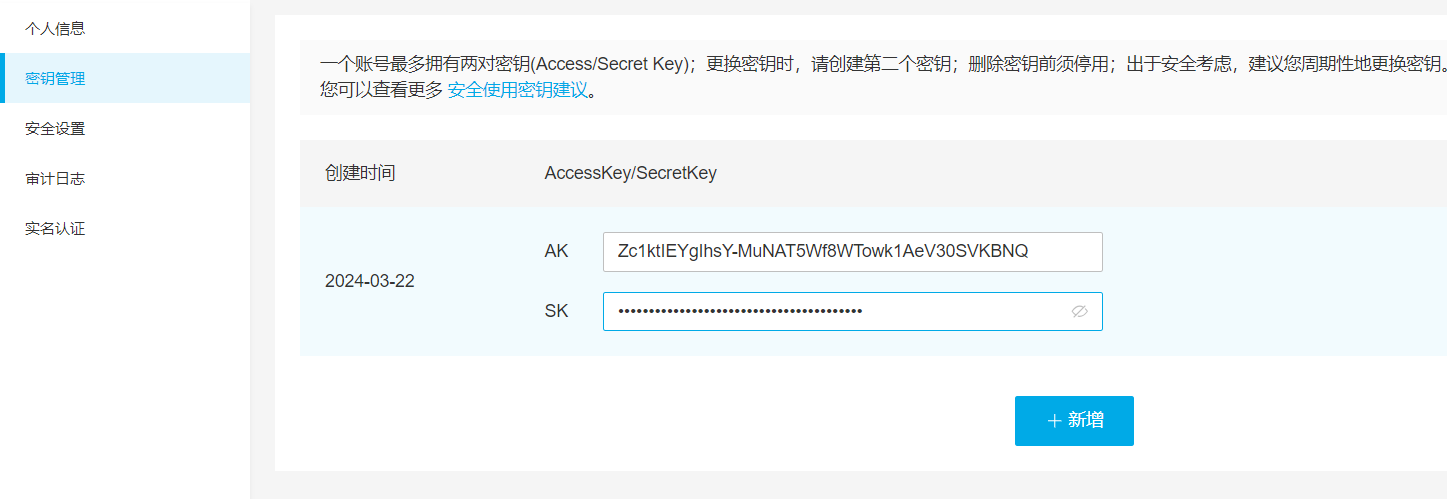 个人信息
密钥管理
安全设置
审计日志
实名认证
一个账号最多拥有两对密钥(Access/Secret Key)；更换密钥时，请创建第二个密钥；删除密钥前须停用；出于安全考虑，建议您周期性地更换密钥。
您可以查看更多 安全使用密钥建议。
创建时间 AccessKey/SecretKey
2024-03-22
AK Zc1ktIEYgIhsY-MuNAT5Wf8WTowk1AeV30SVKBNQ
SK ••••••••••••••••••••••••••••••••••••••••
+ 新增